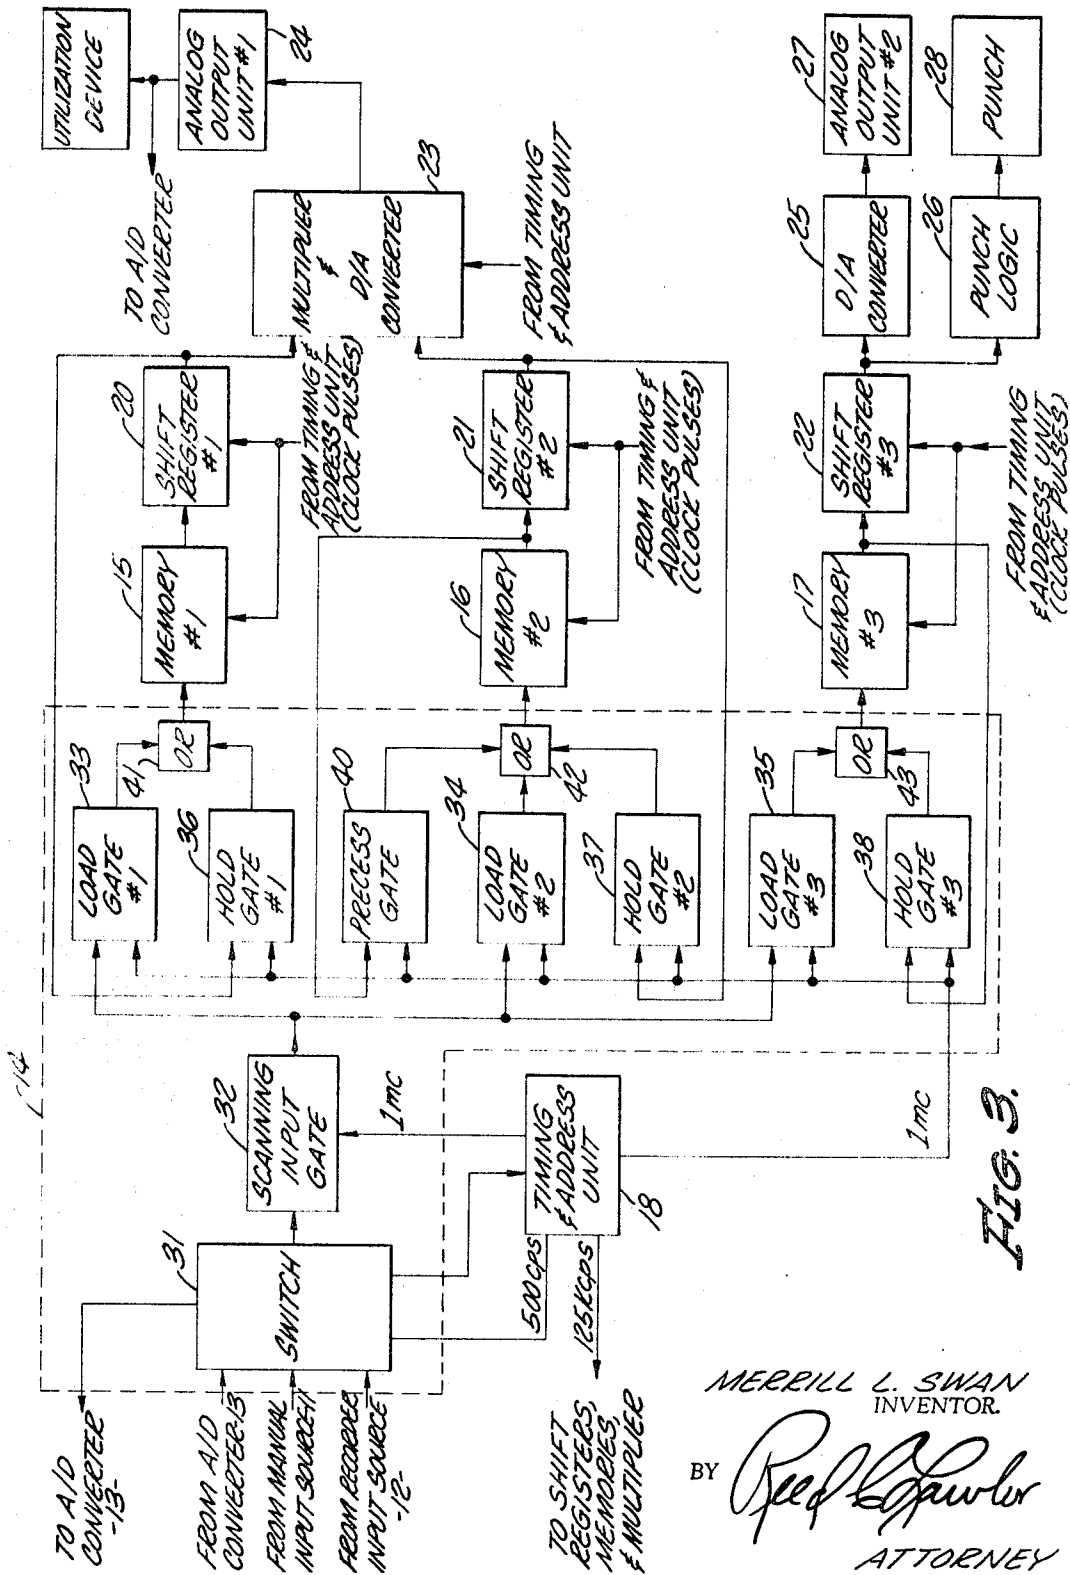 14
TO A/D
CONVERTER
-13-
FROM A/D
CONVERTER-13
FROM MANUAL
INPUT SOURCE-11
FROM RECORDER
INPUT SOURCE
-12-
31
SWITCH
32
SCANNING
INPUT
GATE
1MC
500CPS
125KCPS
TO SHIFT
REGISTERS,
MEMORIES,
& MULTIPLIER
TIMING
& ADDRESS
UNIT
18
1MC
33
LOAD
GATE
#1
36
HOLD
GATE
#1
41
OR
40
PRECESS
GATE
34
LOAD
GATE
#2
37
HOLD
GATE
#2
OR
42
35
LOAD
GATE
#3
38
HOLD
GATE
#3
OR
43
15
MEMORY
#1
20
SHIFT
REGISTER
#1
FROM TIMING &
ADDRESS UNIT
(CLOCK PULSES)
16
MEMORY
#2
21
SHIFT
REGISTER
#2
FROM TIMING &
ADDRESS UNIT
(CLOCK PULSES)
17
MEMORY
#3
22
SHIFT
REGISTER
#3
FROM TIMING
& ADDRESS UNIT
(CLOCK PULSES)
MULTIPLIER
&
D/A
CONVERTER
23
FROM TIMING
& ADDRESS UNIT
TO A/D
CONVERTER
UTILIZATION
DEVICE
ANALOG
OUTPUT
UNIT #1
24
25
D/A
CONVERTER
26
PUNCH
LOGIC
27
ANALOG
OUTPUT
UNIT #2
28
PUNCH
FIG. 3.
MERRILL L. SWAN
INVENTOR.
BY Reed C. Lawlor
ATTORNEY